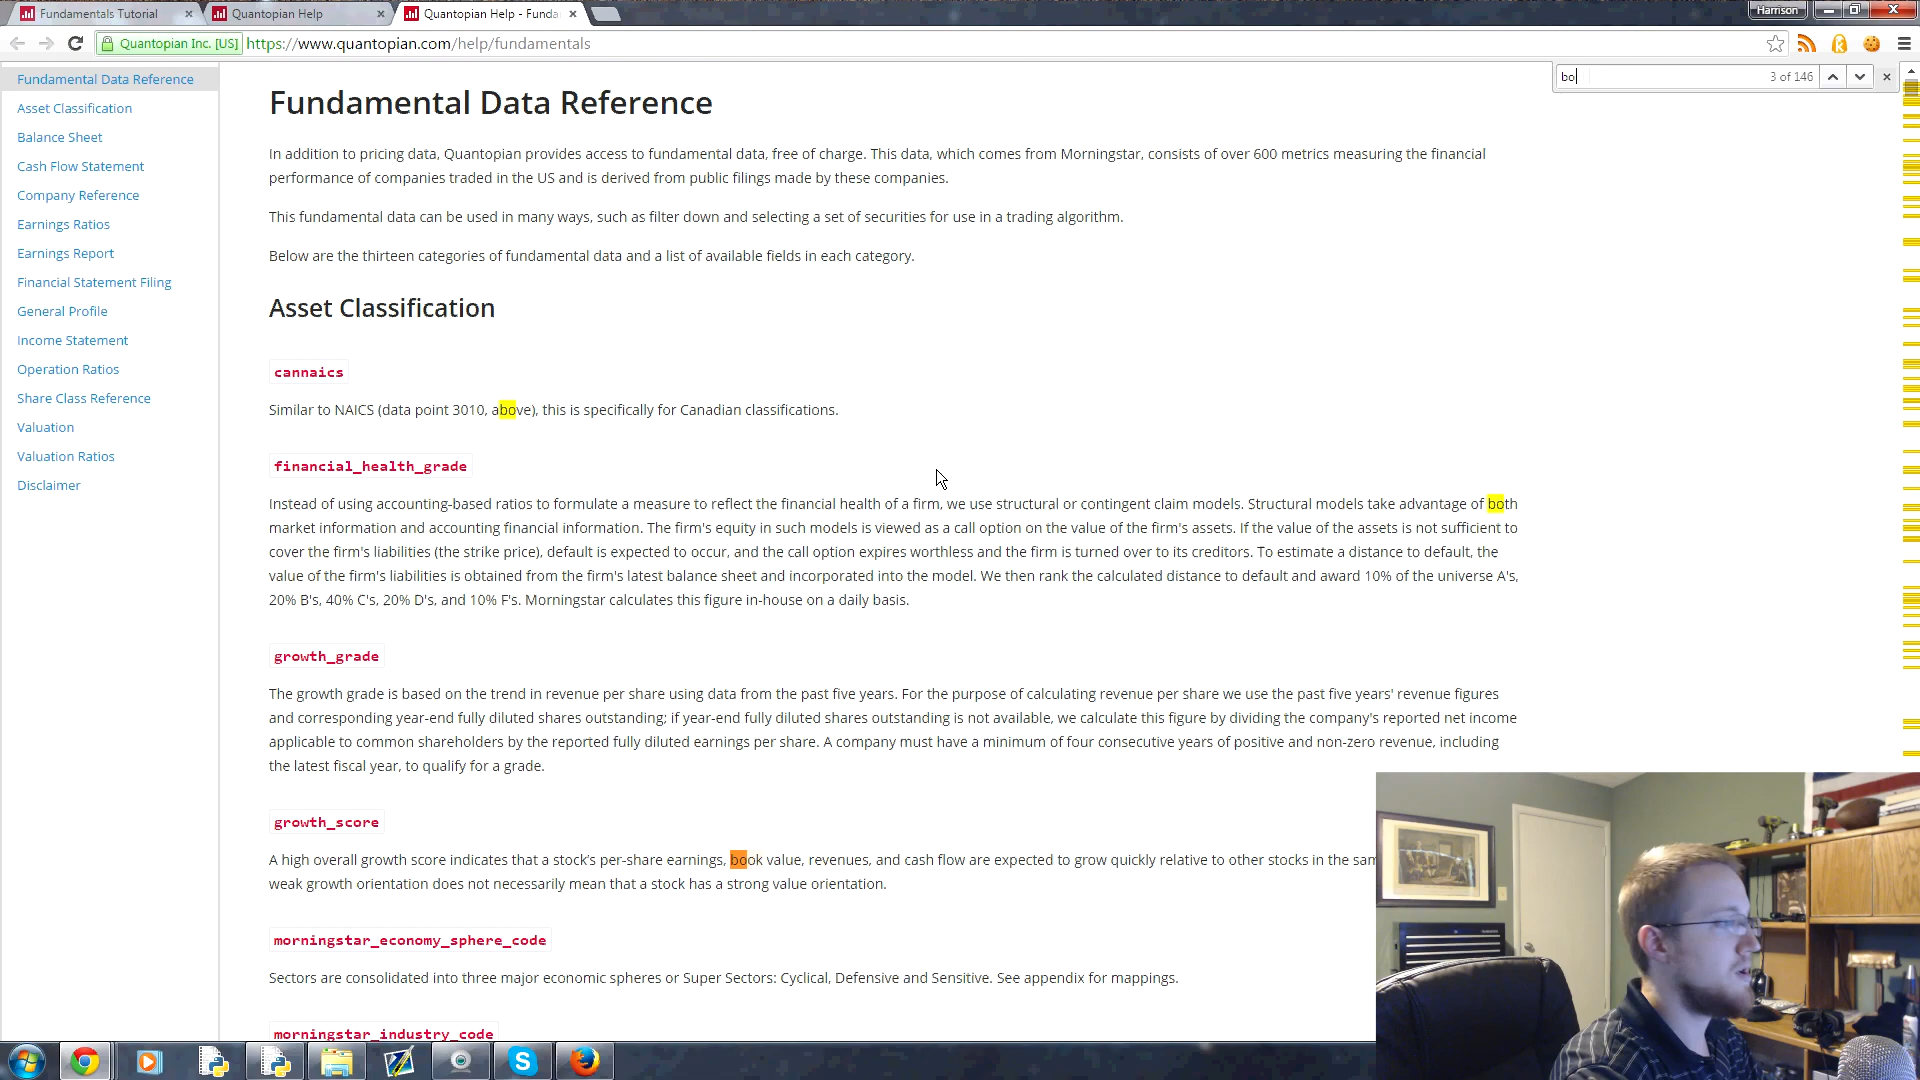 Fundamentals Tutorial
Quantopian Help
Quantopian Help - Funda
Harrison
Quantopian Inc. [US]
https://www.quantopian.com/help/fundamentals
bo
3 of 146
Fundamental Data Reference
Asset Classification
Balance Sheet
Cash Flow Statement
Company Reference
Earnings Ratios
Earnings Report
Financial Statement Filing
General Profile
Income Statement
Operation Ratios
Share Class Reference
Valuation
Valuation Ratios
Disclaimer
Fundamental Data Reference
In addition to pricing data, Quantopian provides access to fundamental data, free of charge. This data, which comes from Morningstar, consists of over 600 metrics measuring the financial
performance of companies traded in the US and is derived from public filings made by these companies.
This fundamental data can be used in many ways, such as filter down and selecting a set of securities for use in a trading algorithm.
Below are the thirteen categories of fundamental data and a list of available fields in each category.
Asset Classification
cannaics
Similar to NAICS (data point 3010, above), this is specifically for Canadian classifications.
financial_health_grade
Instead of using accounting-based ratios to formulate a measure to reflect the financial health of a firm, we use structural or contingent claim models. Structural models take advantage of both
market information and accounting financial information. The firm's equity in such models is viewed as a call option on the value of the firm's assets. If the value of the assets is not sufficient to
cover the firm's liabilities (the strike price), default is expected to occur, and the call option expires worthless and the firm is turned over to its creditors. To estimate a distance to default, the
value of the firm's liabilities is obtained from the firm's latest balance sheet and incorporated into the model. We then rank the calculated distance to default and award 10% of the universe A's,
20% B's, 40% C's, 20% D's, and 10% F's. Morningstar calculates this figure in-house on a daily basis.
growth_grade
The growth grade is based on the trend in revenue per share using data from the past five years. For the purpose of calculating revenue per share we use the past five years' revenue figures
and corresponding year-end fully diluted shares outstanding; if year-end fully diluted shares outstanding is not available, we calculate this figure by dividing the company's reported net income
applicable to common shareholders by the reported fully diluted earnings per share. A company must have a minimum of four consecutive years of positive and non-zero revenue, including
the latest fiscal year, to qualify for a grade.
growth_score
A high overall growth score indicates that a stock's per-share earnings, book value, revenues, and cash flow are expected to grow quickly relative to other stocks in the sam
weak growth orientation does not necessarily mean that a stock has a strong value orientation.
morningstar_economy_sphere_code
Sectors are consolidated into three major economic spheres or Super Sectors: Cyclical, Defensive and Sensitive. See appendix for mappings.
morningstar_industry_code